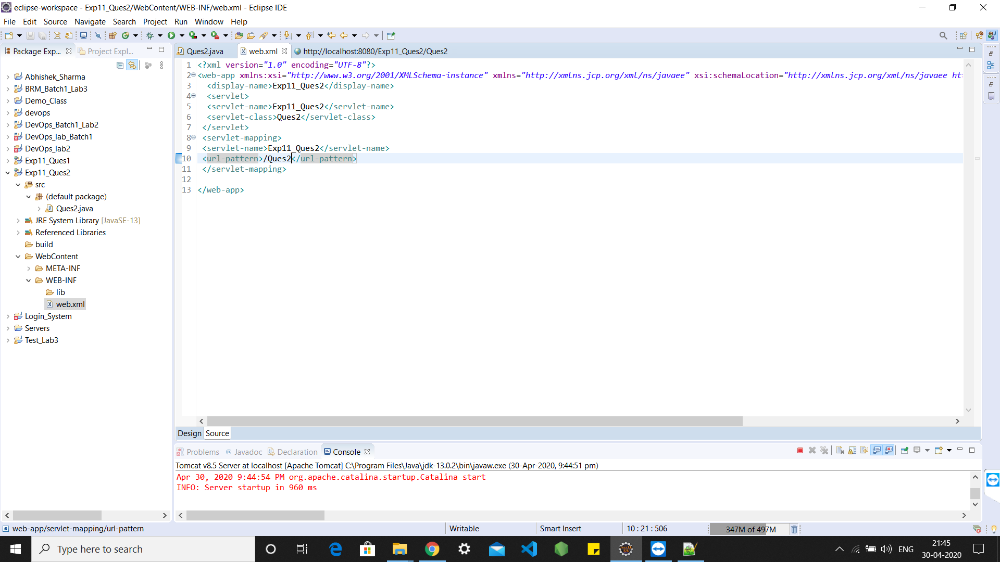 eclipse-workspace - Exp11_Ques2/WebContent/WEB-INF/web.xml - Eclipse IDE
File Edit Source Navigate Search Project Run Window Help
Package Exp... Project Expl...
Abhishek_Sharma
BRM_Batch1_Lab3
Demo_Class
devops
DevOps_Batch1_Lab2
DevOps_lab_Batch1
DevOps_lab2
Exp11_Ques1
Exp11_Ques2
src
(default package)
Ques2.java
JRE System Library [JavaSE-13]
Referenced Libraries
build
WebContent
META-INF
WEB-INF
lib
web.xml
Login_System
Servers
Test_Lab3
Ques2.java web.xml http://localhost:8080/Exp11_Ques2/Ques2
1 <?xml version="1.0" encoding="UTF-8"?>
2 <web-app xmlns:xsi="http://www.w3.org/2001/XMLSchema-instance" xmlns="http://xmlns.jcp.org/xml/ns/javaee" xsi:schemaLocation="http://xmlns.jcp.org/xml/ns/javaee
3 <display-name>Exp11_Ques2</display-name>
4 <servlet>
5 <servlet-name>Exp11_Ques2</servlet-name>
6 <servlet-class>Ques2</servlet-class>
7 </servlet>
8 <servlet-mapping>
9 <servlet-name>Exp11_Ques2</servlet-name>
10 <url-pattern>/Ques2</url-pattern>
11 </servlet-mapping>
12
13 </web-app>
Design Source
Problems Javadoc Declaration Console
Tomcat v8.5 Server at localhost [Apache Tomcat] C:\Program Files\Java\jdk-13.0.2\bin\javaw.exe (30-Apr-2020, 9:44:51 pm)
Apr 30, 2020 9:44:54 PM org.apache.catalina.startup.Catalina start
INFO: Server startup in 960 ms
web-app/servlet-mapping/url-pattern Writable Smart Insert 10 : 21 : 506 347M of 497M
Type here to search
ENG
21:45
30-04-2020